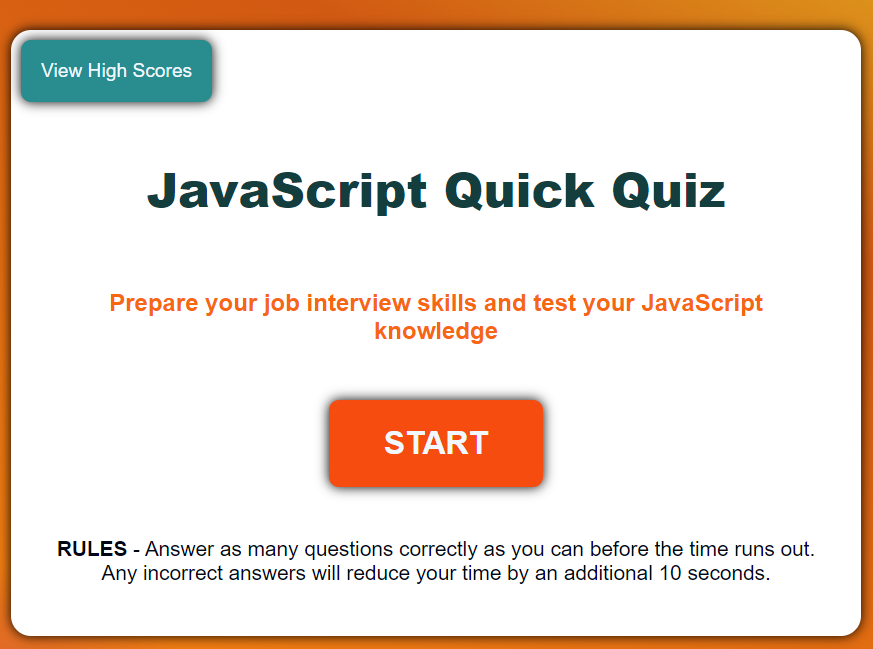 View High Scores
JavaScript Quick Quiz
Prepare your job interview skills and test your JavaScript
knowledge
START
RULES - Answer as many questions correctly as you can before the time runs out.
Any incorrect answers will reduce your time by an additional 10 seconds.